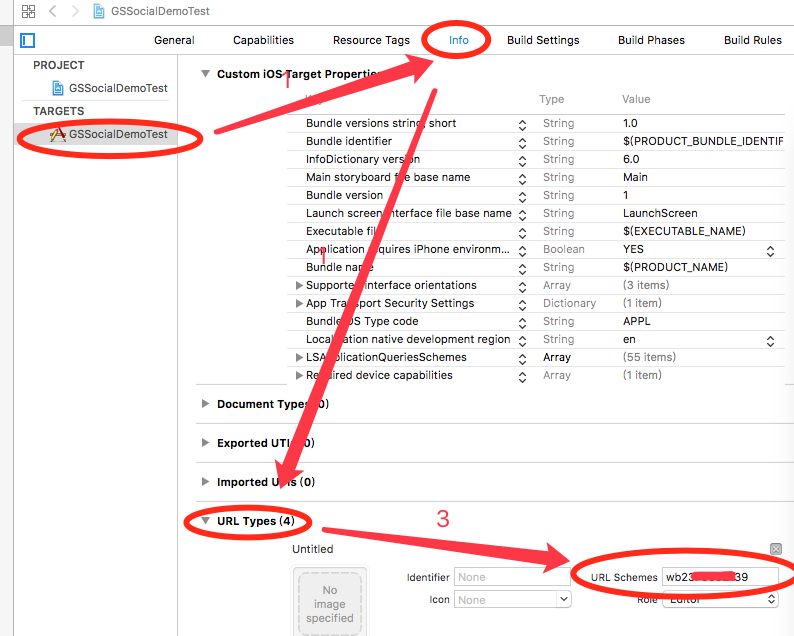 GSSocialDemoTest
General Capabilities Resource Tags Info Build Settings Build Phases Build Rules
PROJECT
GSSocialDemoTest
TARGETS
GSSocialDemoTest
Custom iOS Target Properties
1
Type Value
Bundle versions string, short String 1.0
Bundle identifier String $(PRODUCT_BUNDLE_IDENTIF
InfoDictionary version String 6.0
Main storyboard file base name String Main
Bundle version String 1
Launch screen interface file base name String LaunchScreen
Executable file String $(EXECUTABLE_NAME)
Application requires iPhone environm... Boolean YES
1
Bundle name String $(PRODUCT_NAME)
Supported interface orientations Array (3 items)
App Transport Security Settings Dictionary (1 item)
Bundle OS Type code String APPL
Localization native development region String en
LSApplicationQueriesSchemes Array (55 items)
Required device capabilities Array (1 item)
Document Types (0)
Exported UTIs (0)
Imported UTIs (0)
URL Types (4)
3
Untitled
No
image
specified
Identifier None URL Schemes
Icon None Role Editor